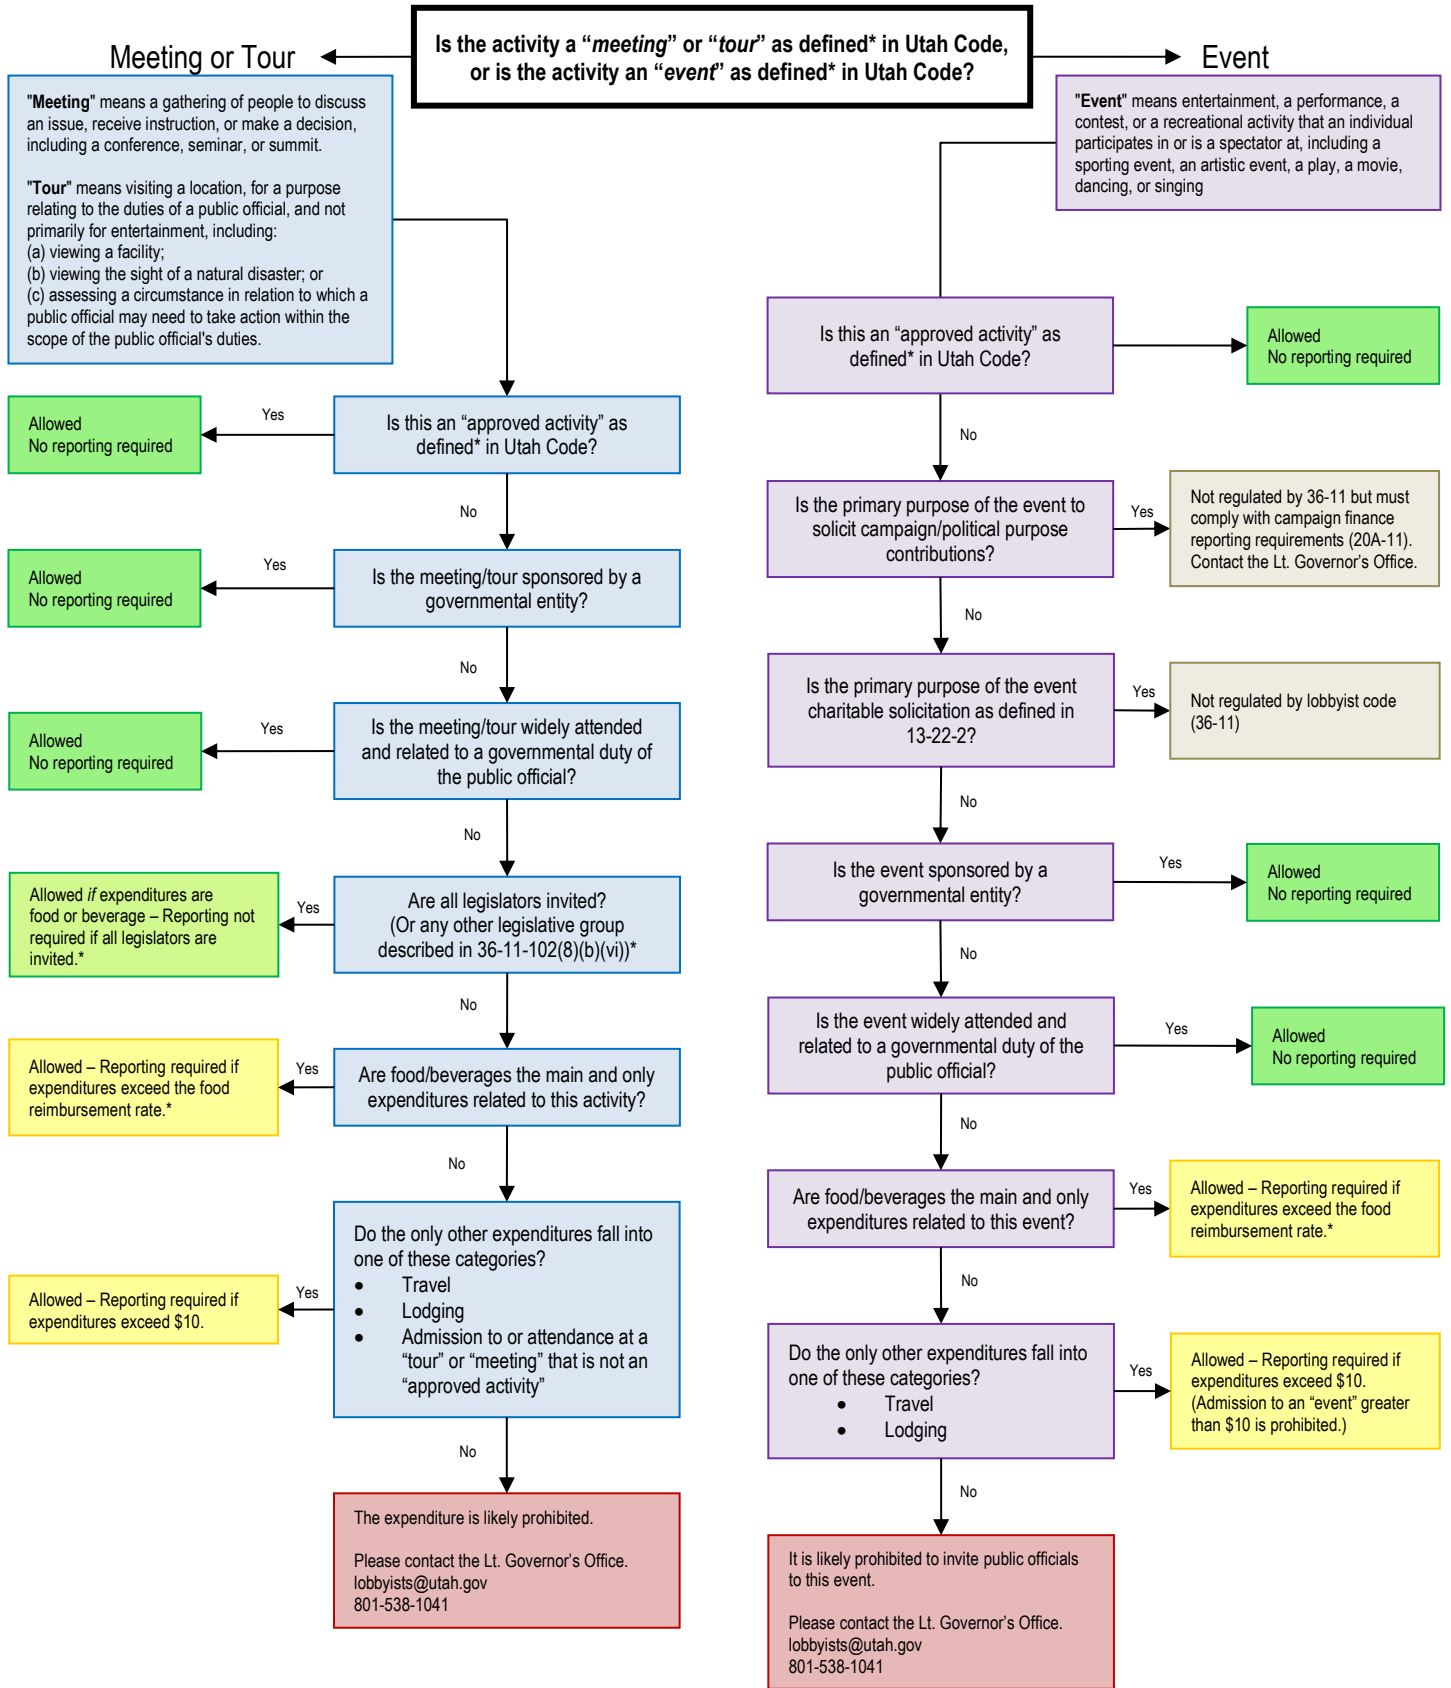 Is the activity a “meeting” or “tour” as defined* in Utah Code,
or is the activity an “event” as defined* in Utah Code?
Meeting or Tour
Event
"Meeting" means a gathering of people to discuss
an issue, receive instruction, or make a decision,
including a conference, seminar, or summit.
"Tour" means visiting a location, for a purpose
relating to the duties of a public official, and not
primarily for entertainment, including:
(a) viewing a facility;
(b) viewing the sight of a natural disaster; or
(c) assessing a circumstance in relation to which a
public official may need to take action within the
scope of the public official's duties.
Is this an “approved activity” as
defined* in Utah Code?
Yes
Allowed
No reporting required
No
Is the meeting/tour sponsored by a
governmental entity?
Yes
Allowed
No reporting required
No
Is the meeting/tour widely attended
and related to a governmental duty of
the public official?
Yes
Allowed
No reporting required
No
Are all legislators invited?
(Or any other legislative group
described in 36-11-102(8)(b)(vi))*
Yes
Allowed if expenditures are
food or beverage – Reporting not
required if all legislators are
invited.*
No
Are food/beverages the main and only
expenditures related to this activity?
Yes
Allowed – Reporting required if
expenditures exceed the food
reimbursement rate.*
No
Do the only other expenditures fall into
one of these categories?
• Travel
• Lodging
• Admission to or attendance at a
“tour” or “meeting” that is not an
“approved activity”
Yes
Allowed – Reporting required if
expenditures exceed $10.
No
The expenditure is likely prohibited.
Please contact the Lt. Governor’s Office.
lobbyists@utah.gov
801-538-1041
"Event" means entertainment, a performance, a
contest, or a recreational activity that an individual
participates in or is a spectator at, including a
sporting event, an artistic event, a play, a movie,
dancing, or singing
Is this an “approved activity” as
defined* in Utah Code?
Allowed
No reporting required
No
Is the primary purpose of the event to
solicit campaign/political purpose
contributions?
Yes
Not regulated by 36-11 but must
comply with campaign finance
reporting requirements (20A-11).
Contact the Lt. Governor’s Office.
No
Is the primary purpose of the event
charitable solicitation as defined in
13-22-2?
Yes
Not regulated by lobbyist code
(36-11)
No
Is the event sponsored by a
governmental entity?
Yes
Allowed
No reporting required
No
Is the event widely attended and
related to a governmental duty of the
public official?
Yes
Allowed
No reporting required
No
Are food/beverages the main and only
expenditures related to this event?
Yes
Allowed – Reporting required if
expenditures exceed the food
reimbursement rate.*
No
Do the only other expenditures fall into
one of these categories?
• Travel
• Lodging
Yes
Allowed – Reporting required if
expenditures exceed $10.
(Admission to an “event” greater
than $10 is prohibited.)
No
It is likely prohibited to invite public officials
to this event.
Please contact the Lt. Governor’s Office.
lobbyists@utah.gov
801-538-1041